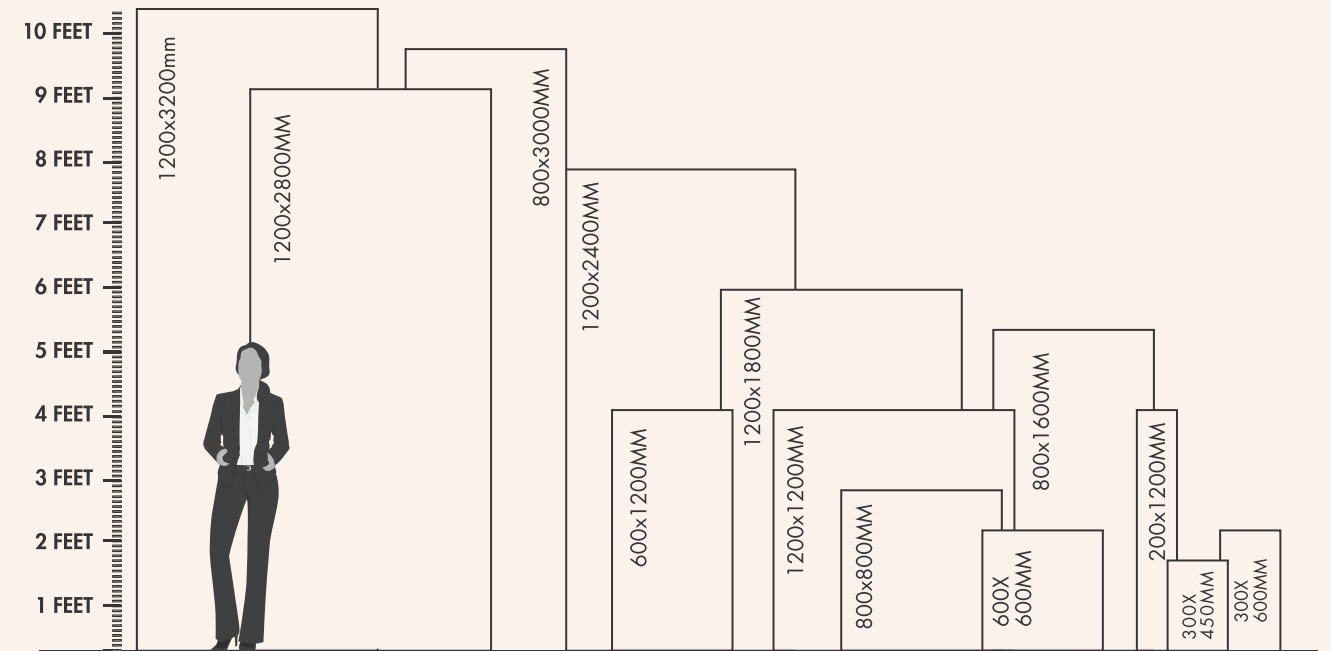 10 FEET
9 FEET
8 FEET
7 FEET
6 FEET
5 FEET
4 FEET
3 FEET
2 FEET
1 FEET
1200x3200mm
1200x2800MM
800x3000MM
1200x2400MM
600x1200MM
1200x1800MM
1200x1200MM
800x800MM
600X
600MM
800x1600MM
200x1200MM
300X
450MM
300X
600MM